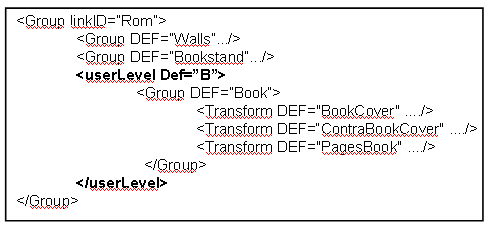 <Group linkID="Rom">
<Group DEF="Walls".../>
<Group DEF="Bookstand".../>
<userLevel Def="B">
<Group DEF="Book">
<Transform DEF="BookCover" ..../>
<Transform DEF="ContraBookCover" ..../>
<Transform DEF="PagesBook" ..../>
</Group>
</userLevel>
</Group>